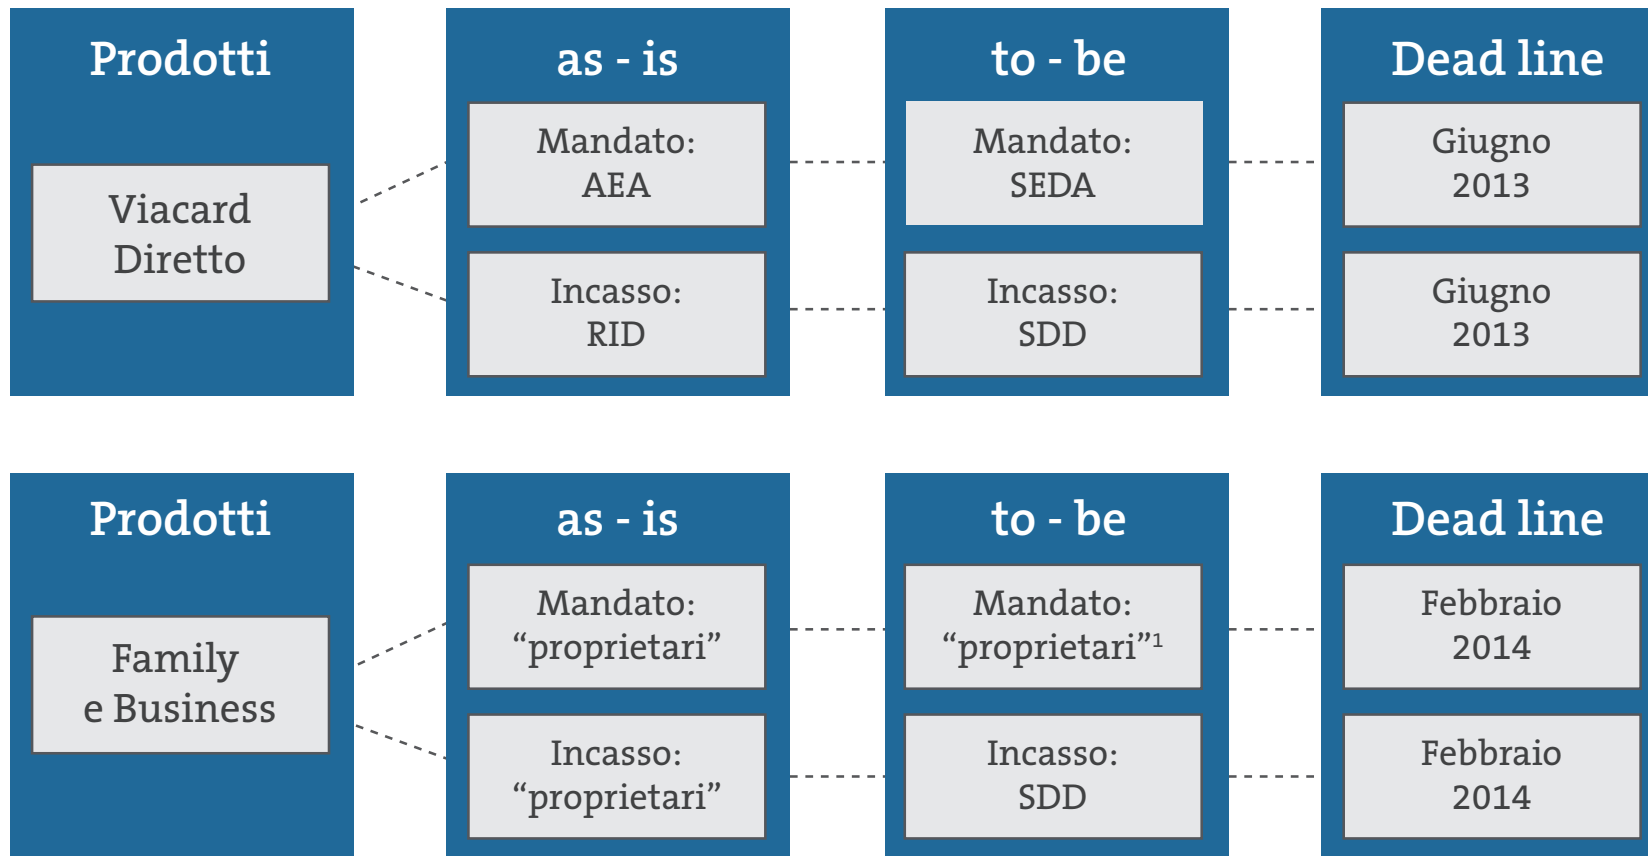 Prodotti
Viacard
Diretto
as - is
Mandato:
AEA
Incasso:
RID
to - be
Mandato:
SEDA
Incasso:
SDD
Dead line
Giugno
2013
Giugno
2013
Prodotti
Family
e Business
as - is
Mandato:
“proprietari”
Incasso:
“proprietari”
to - be
Mandato:
“proprietari”¹
Incasso:
SDD
Dead line
Febbraio
2014
Febbraio
2014